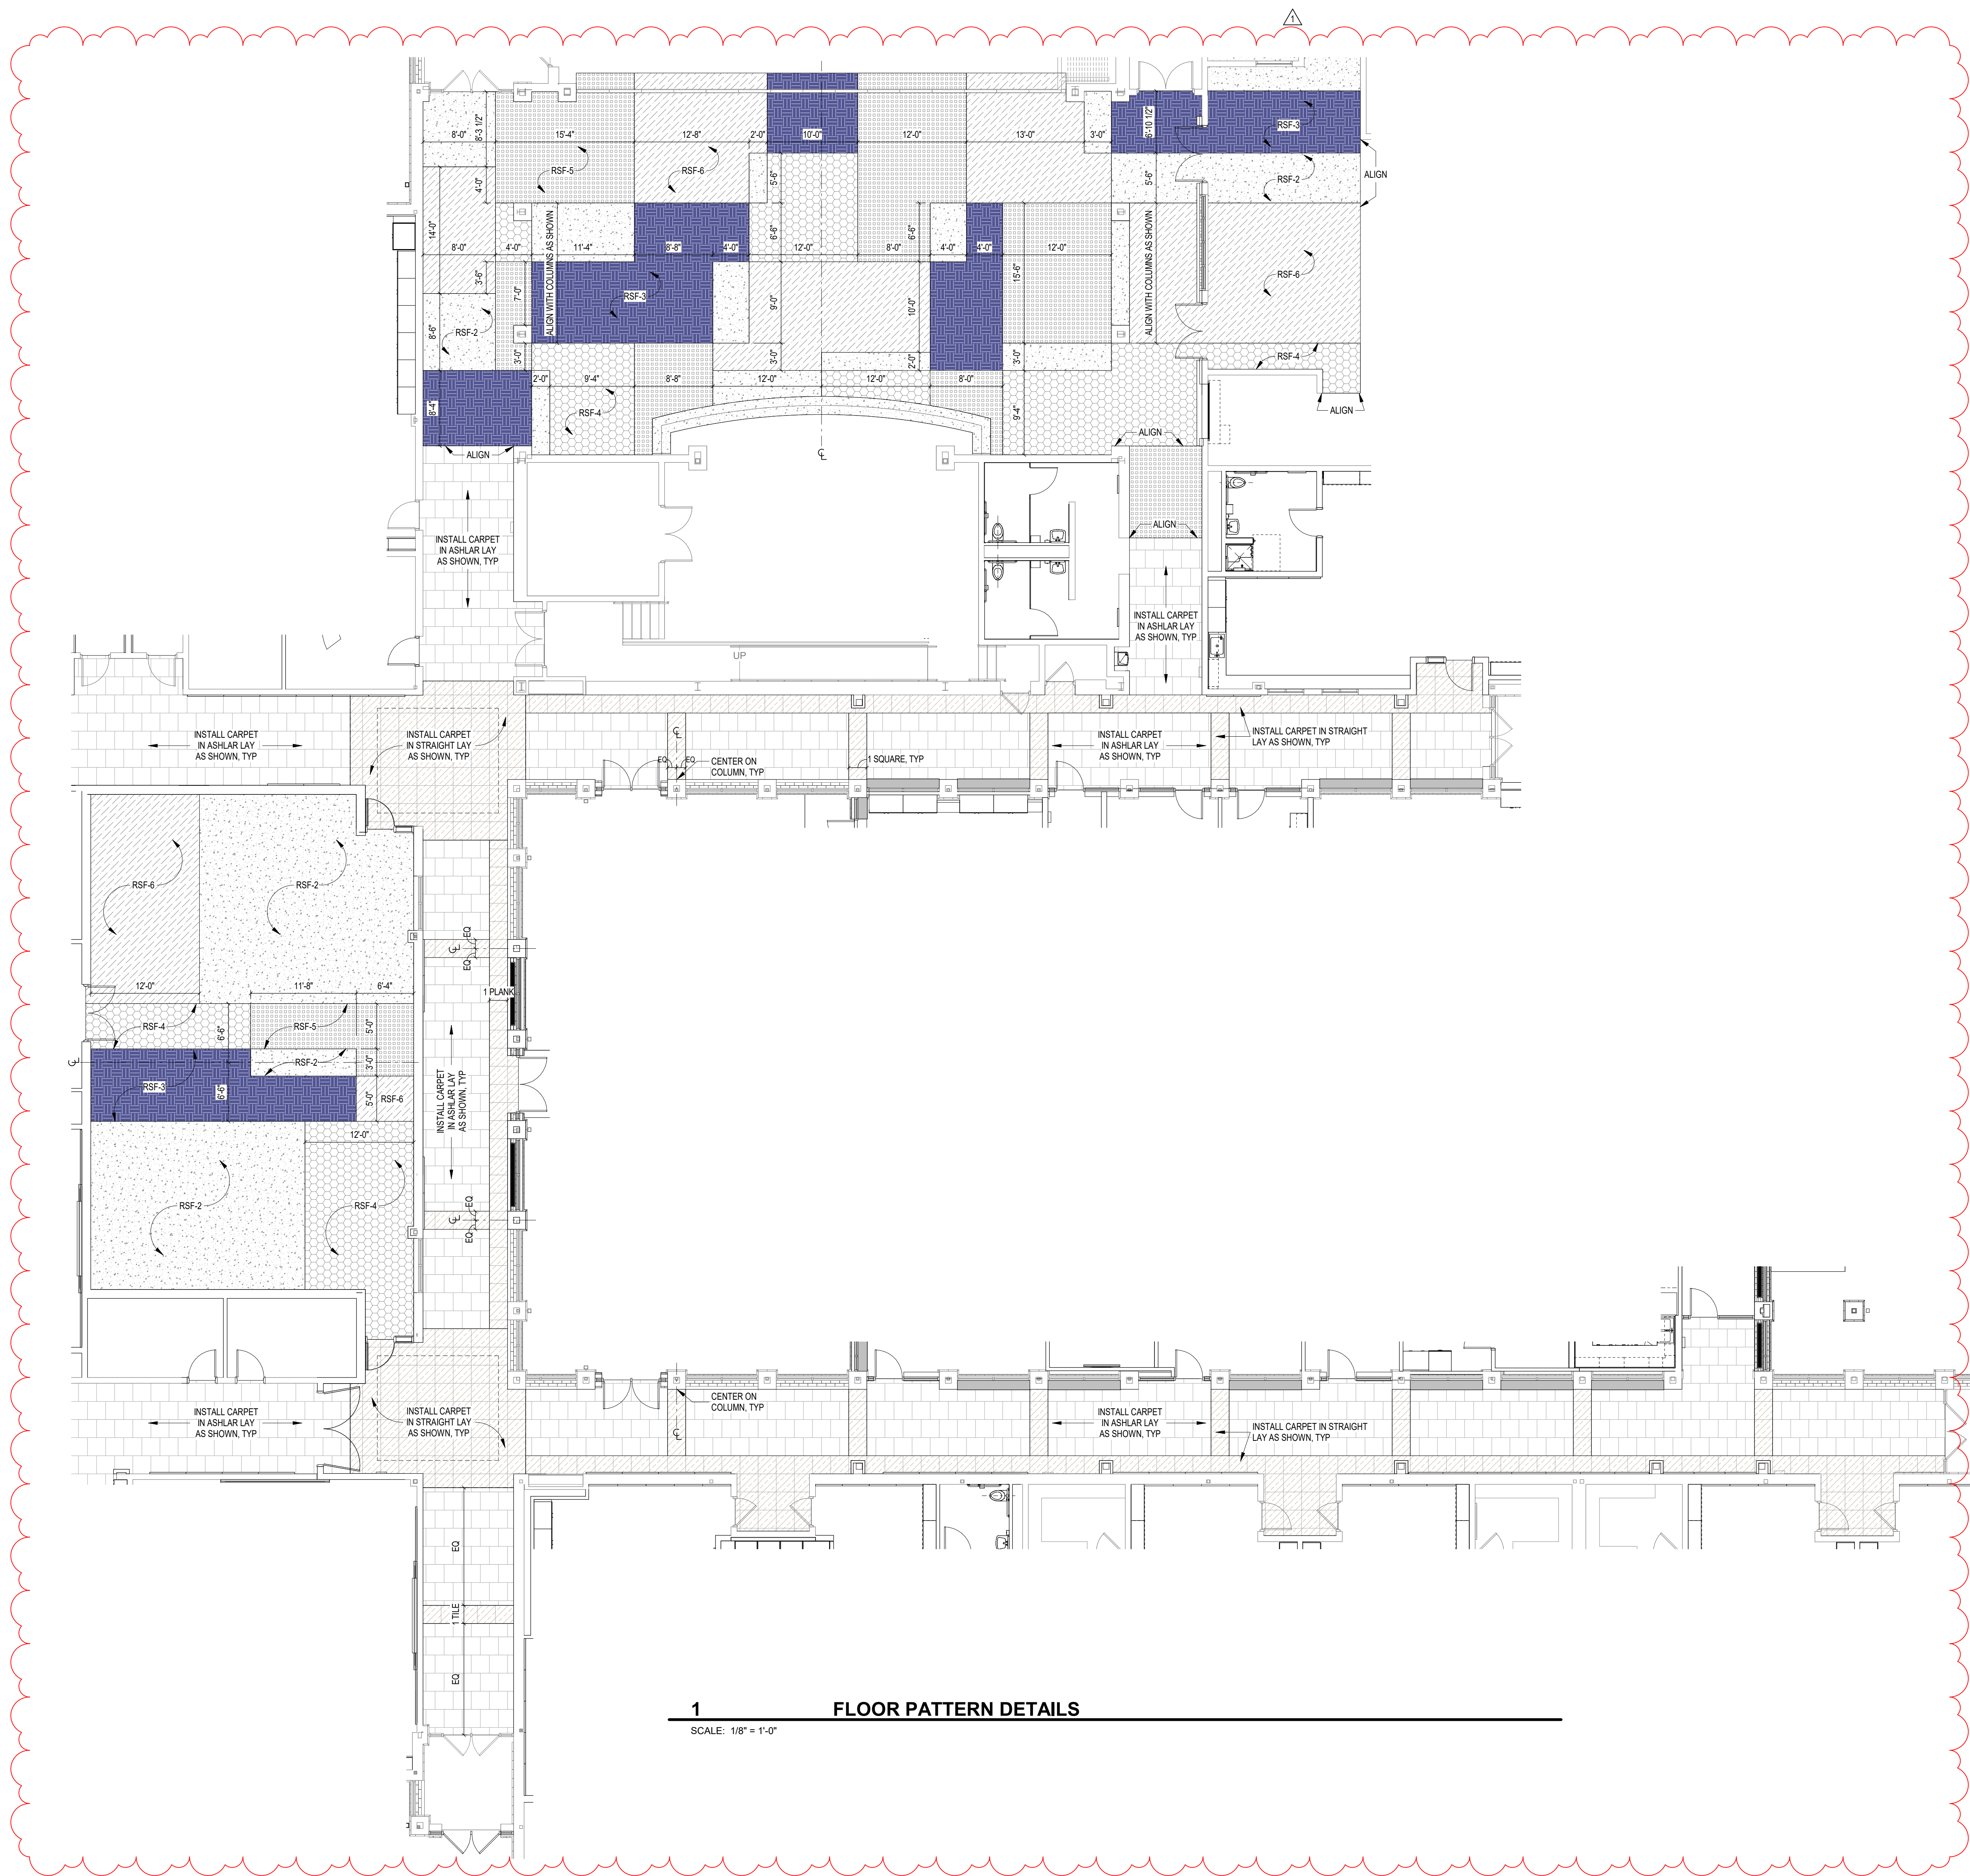 1
8'-0"
8'-3 1/2"
15'-4"
12'-8"
2'-0"
10'-0"
12'-0"
13'-0"
3'-0"
6'-10 1/2"
RSF-3
RSF-5
RSF-6
4'-0"
5'-6"
5'-6"
RSF-2
ALIGN
14'-0"
8'-0"
4'-0"
ALIGN WITH COLUMNS AS SHOWN
11'-4"
8'-8"
4'-0"
6'-6"
12'-0"
8'-0"
6'-6"
4'-0"
4'-0"
12'-0"
ALIGN WITH COLUMNS AS SHOWN
3'-6"
7'-0"
RSF-3
9'-0"
10'-0"
15'-6"
RSF-6
8'-6"
RSF-2
3'-0"
3'-0"
2'-0"
3'-0"
RSF-4
8'-4"
2'-0"
9'-4"
8'-8"
12'-0"
12'-0"
8'-0"
RSF-4
9'-4"
ALIGN
ALIGN
ALIGN
CL
ALIGN
INSTALL CARPET
IN ASHLAR LAY
AS SHOWN, TYP
INSTALL CARPET
IN ASHLAR LAY
AS SHOWN, TYP
UP
INSTALL CARPET
IN ASHLAR LAY
AS SHOWN, TYP
INSTALL CARPET
IN STRAIGHT LAY
AS SHOWN, TYP
CL
EQ
EQ
CENTER ON
COLUMN, TYP
1 SQUARE, TYP
INSTALL CARPET
IN ASHLAR LAY
AS SHOWN, TYP
INSTALL CARPET IN STRAIGHT
LAY AS SHOWN, TYP
RSF-6
RSF-2
EQ
CL
EQ
12'-0"
11'-8"
6'-4"
1 PLANK
RSF-4
6'-6"
RSF-5
5'-0"
CL
RSF-2
3'-0"
RSF-3
6'-6"
5'-0"
RSF-6
INSTALL CARPET
IN ASHLAR LAY
AS SHOWN, TYP
12'-0"
RSF-2
RSF-4
EQ
CL
EQ
INSTALL CARPET
IN ASHLAR LAY
AS SHOWN, TYP
INSTALL CARPET
IN STRAIGHT LAY
AS SHOWN, TYP
CENTER ON
COLUMN, TYP
CL
INSTALL CARPET
IN ASHLAR LAY
AS SHOWN, TYP
INSTALL CARPET IN STRAIGHT
LAY AS SHOWN, TYP
EQ
1 TILE
EQ
1 FLOOR PATTERN DETAILS
SCALE: 1/8" = 1'-0"